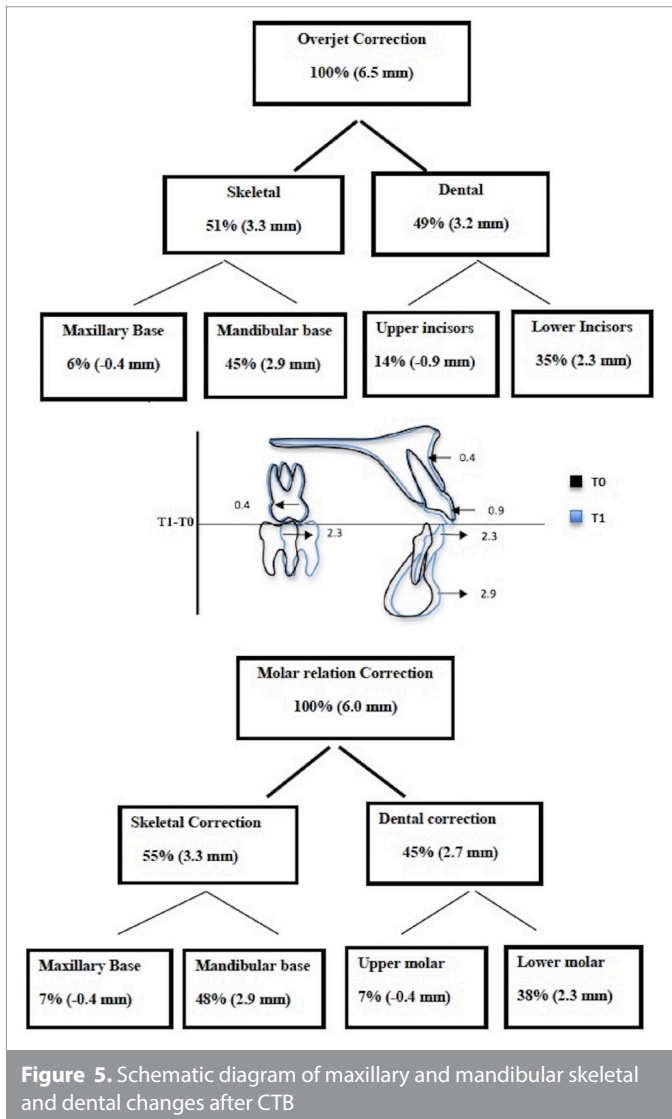 Overjet Correction
100% (6.5 mm)
Skeletal
51% (3.3 mm)
Dental
49% (3.2 mm)
Maxillary Base
6% (-0.4 mm)
Mandibular base
45% (2.9 mm)
Upper incisors
14% (-0.9 mm)
Lower Incisors
35% (2.3 mm)
0.4
T0
T1
0.4
0.9
T1-T0
2.3
2.3
2.9
Molar relation Correction
100% (6.0 mm)
Skeletal Correction
55% (3.3 mm)
Dental correction
45% (2.7 mm)
Maxillary Base
7% (-0.4 mm)
Mandibular base
48% (2.9 mm)
Upper molar
7% (-0.4 mm)
Lower molar
38% (2.3 mm)
Figure 5. Schematic diagram of maxillary and mandibular skeletal
and dental changes after CTB